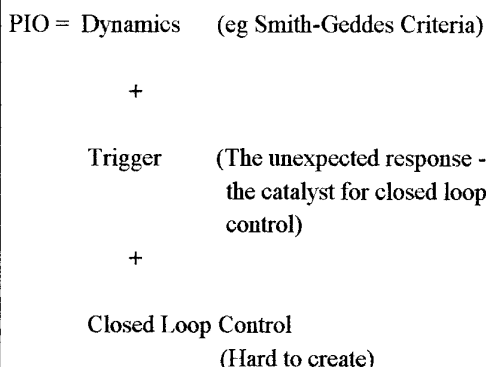 PIO = Dynamics (eg Smith-Geddes Criteria)
+
Trigger (The unexpected response -
the catalyst for closed loop
control)
+
Closed Loop Control
(Hard to create)